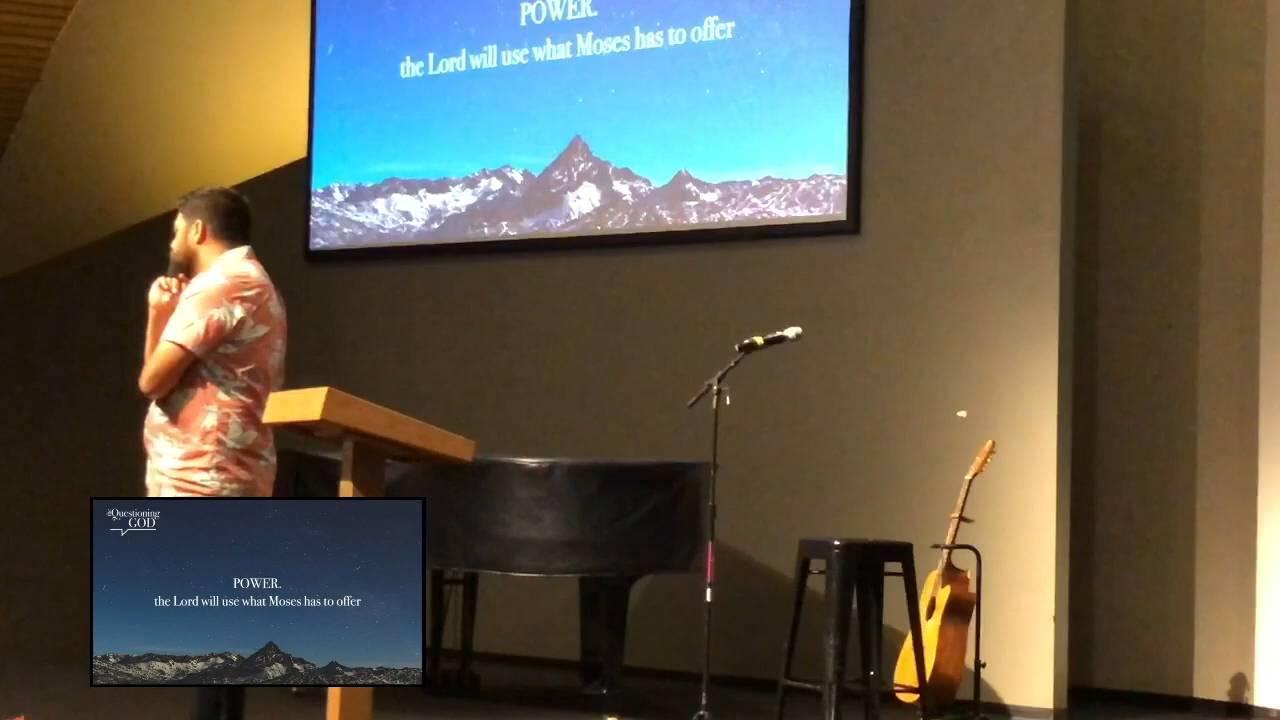 POWER.
the Lord will use what Moses has to offer
Questioning
GOD
POWER.
the Lord will use what Moses has to offer